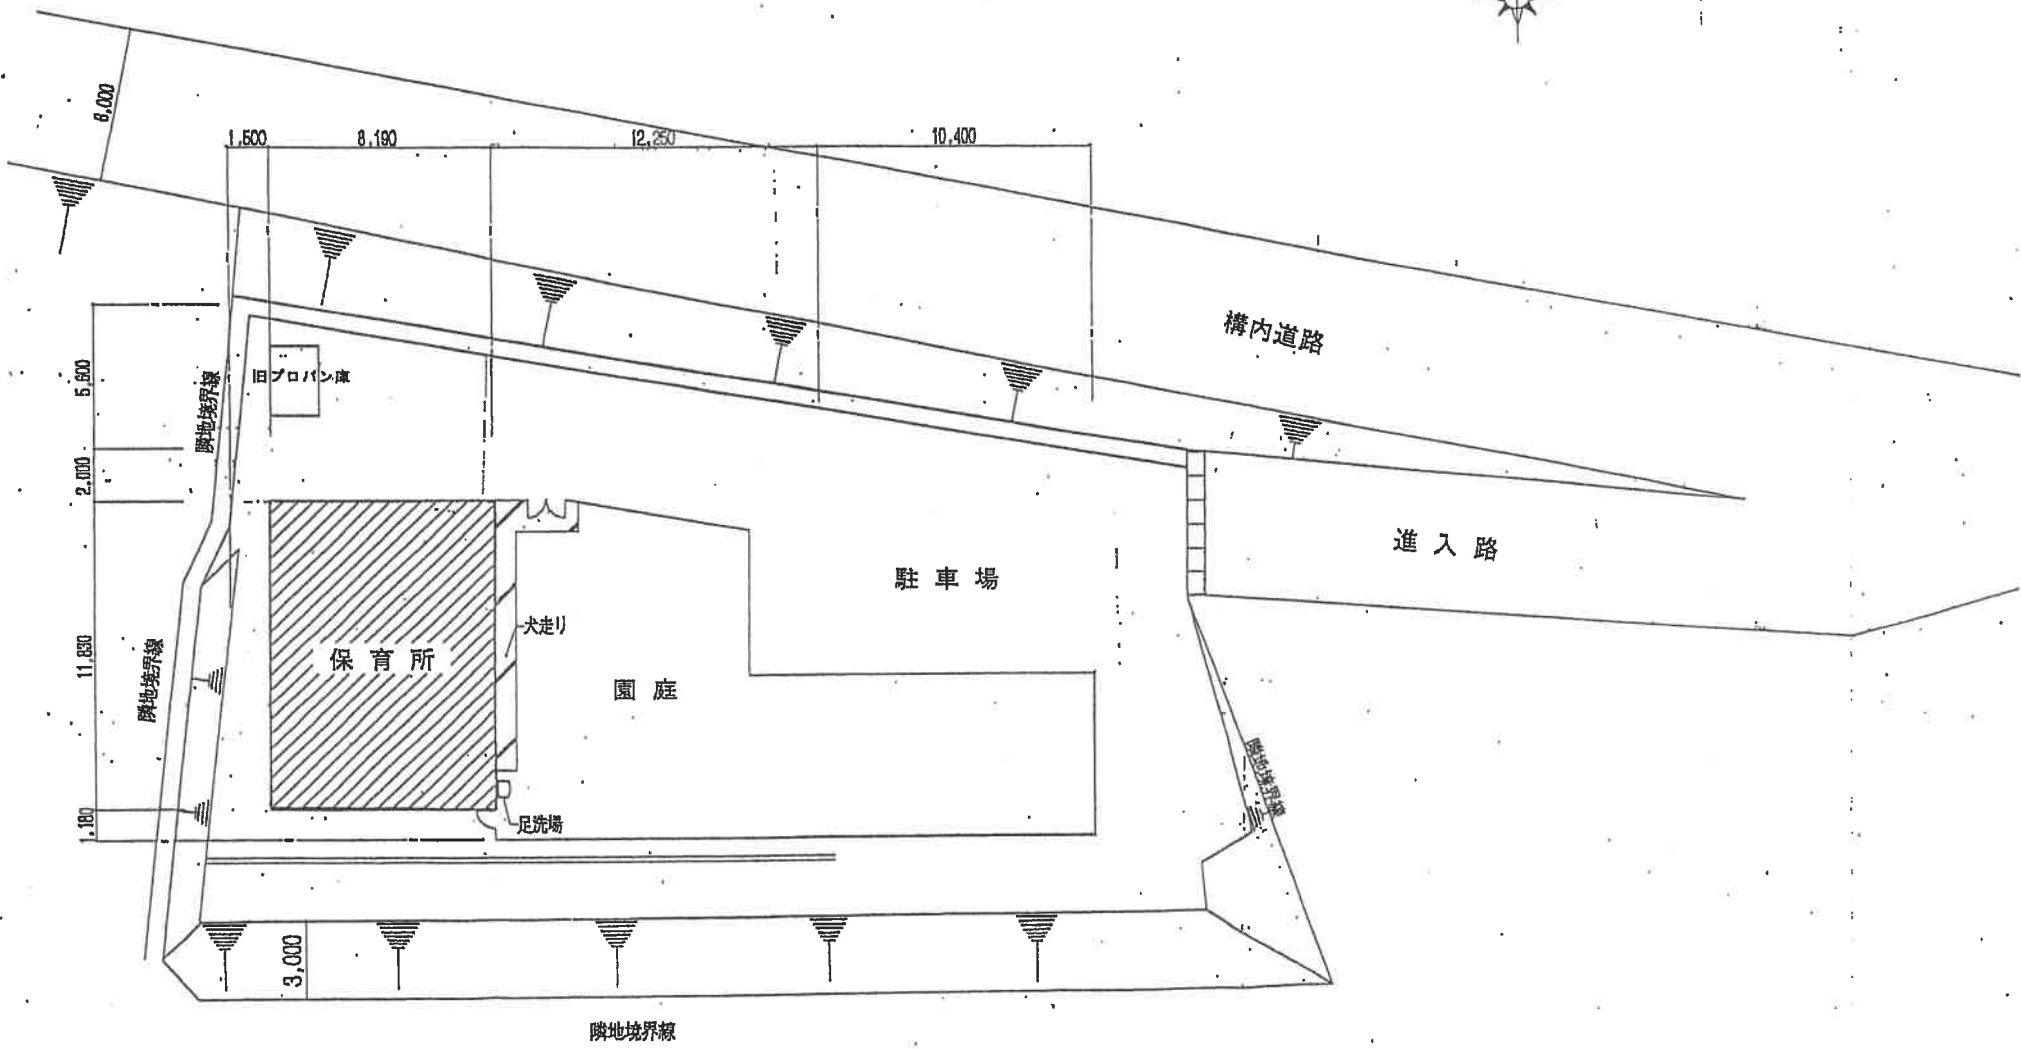 8,000
1,500
8,190
12,250
10,400
構内道路
5,600
旧プロパン庫
隣地境界線
2,000
進入路
駐車場
犬走り
保育所
11,830
園庭
隣地境界線
隣地境界線
1,180
足洗場
3,000
隣地境界線